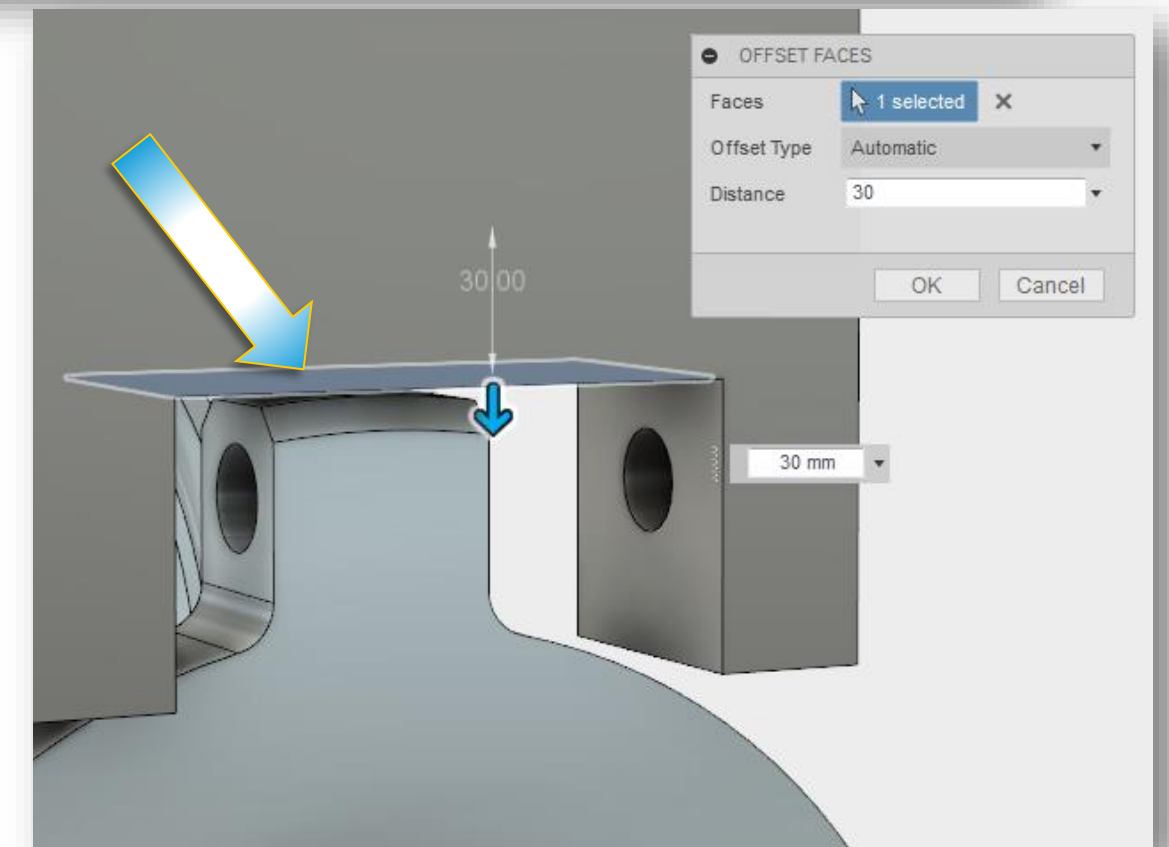 OFFSET FACES
Faces 1 selected
Offset Type Automatic
Distance 30
OK Cancel
30.00
30 mm